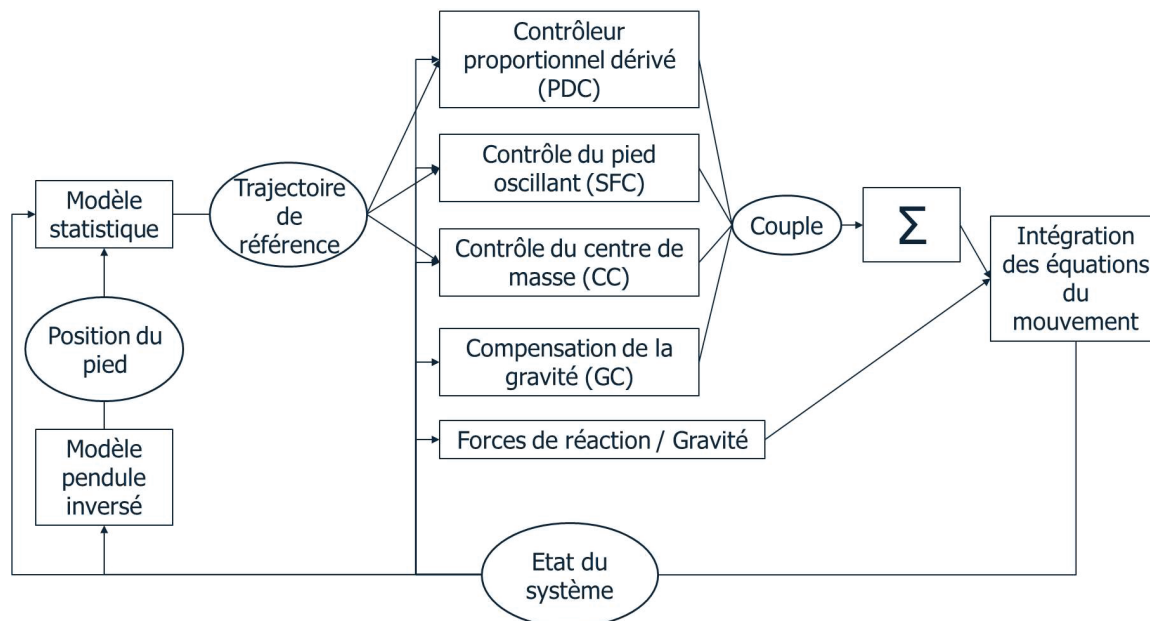 Contrôleur
proportionnel dérivé
(PDC)
Contrôle du pied
oscillant (SFC)
Modèle
statistique
Trajectoire
de
référence
Contrôle du centre de
masse (CC)
Couple
Σ
Intégration
des équations
du
mouvement
Position du
pied
Compensation de la
gravité (GC)
Modèle
pendule
inversé
Forces de réaction / Gravité
Etat du
système